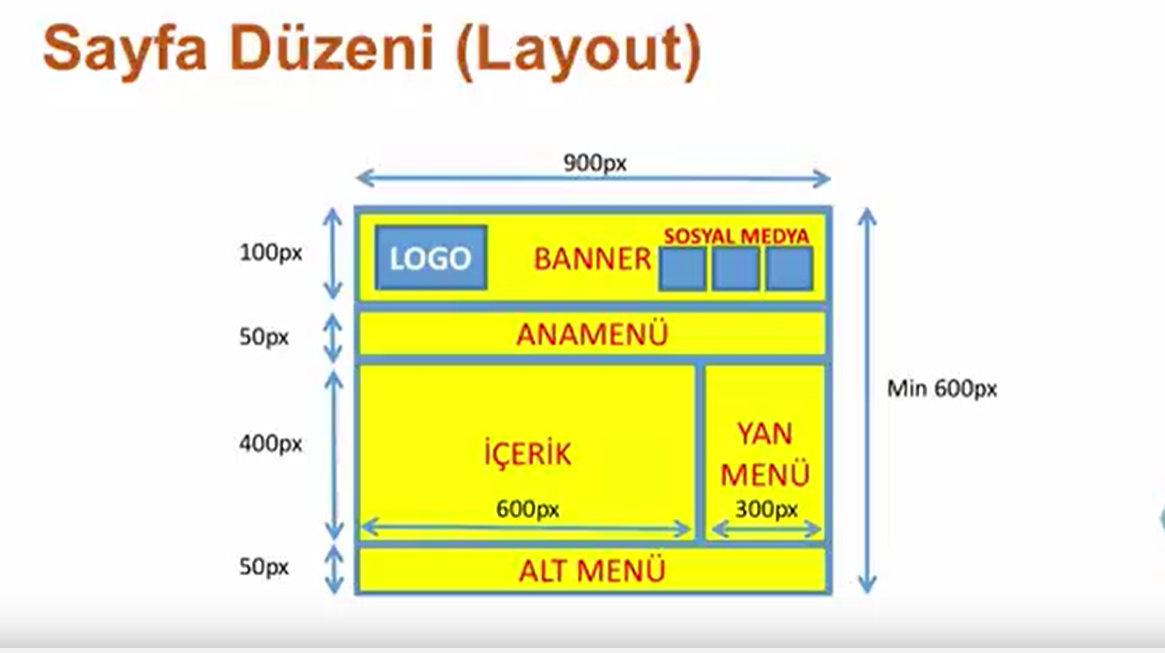 Sayfa Düzeni (Layout)
900px
100px
LOGO
BANNER
SOSYAL MEDYA
50px
ANAMENÜ
Min 600px
400px
İÇERİK
600px
YAN
MENÜ
300px
50px
ALT MENÜ